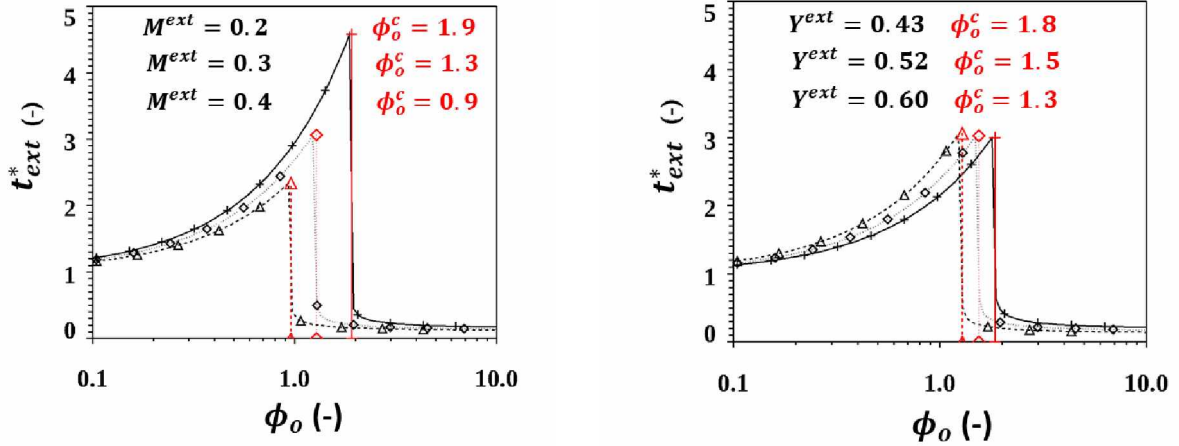 5
4
3
2
1
0
t*ext (-)
M^ext = 0.2 ϕ_o^c = 1.9
M^ext = 0.3 ϕ_o^c = 1.3
M^ext = 0.4 ϕ_o^c = 0.9
0.1 1.0 10.0
ϕ_o (-)
5
4
3
2
1
0
t*ext (-)
Y^ext = 0.43 ϕ_o^c = 1.8
Y^ext = 0.52 ϕ_o^c = 1.5
Y^ext = 0.60 ϕ_o^c = 1.3
0.1 1.0 10.0
ϕ_o (-)